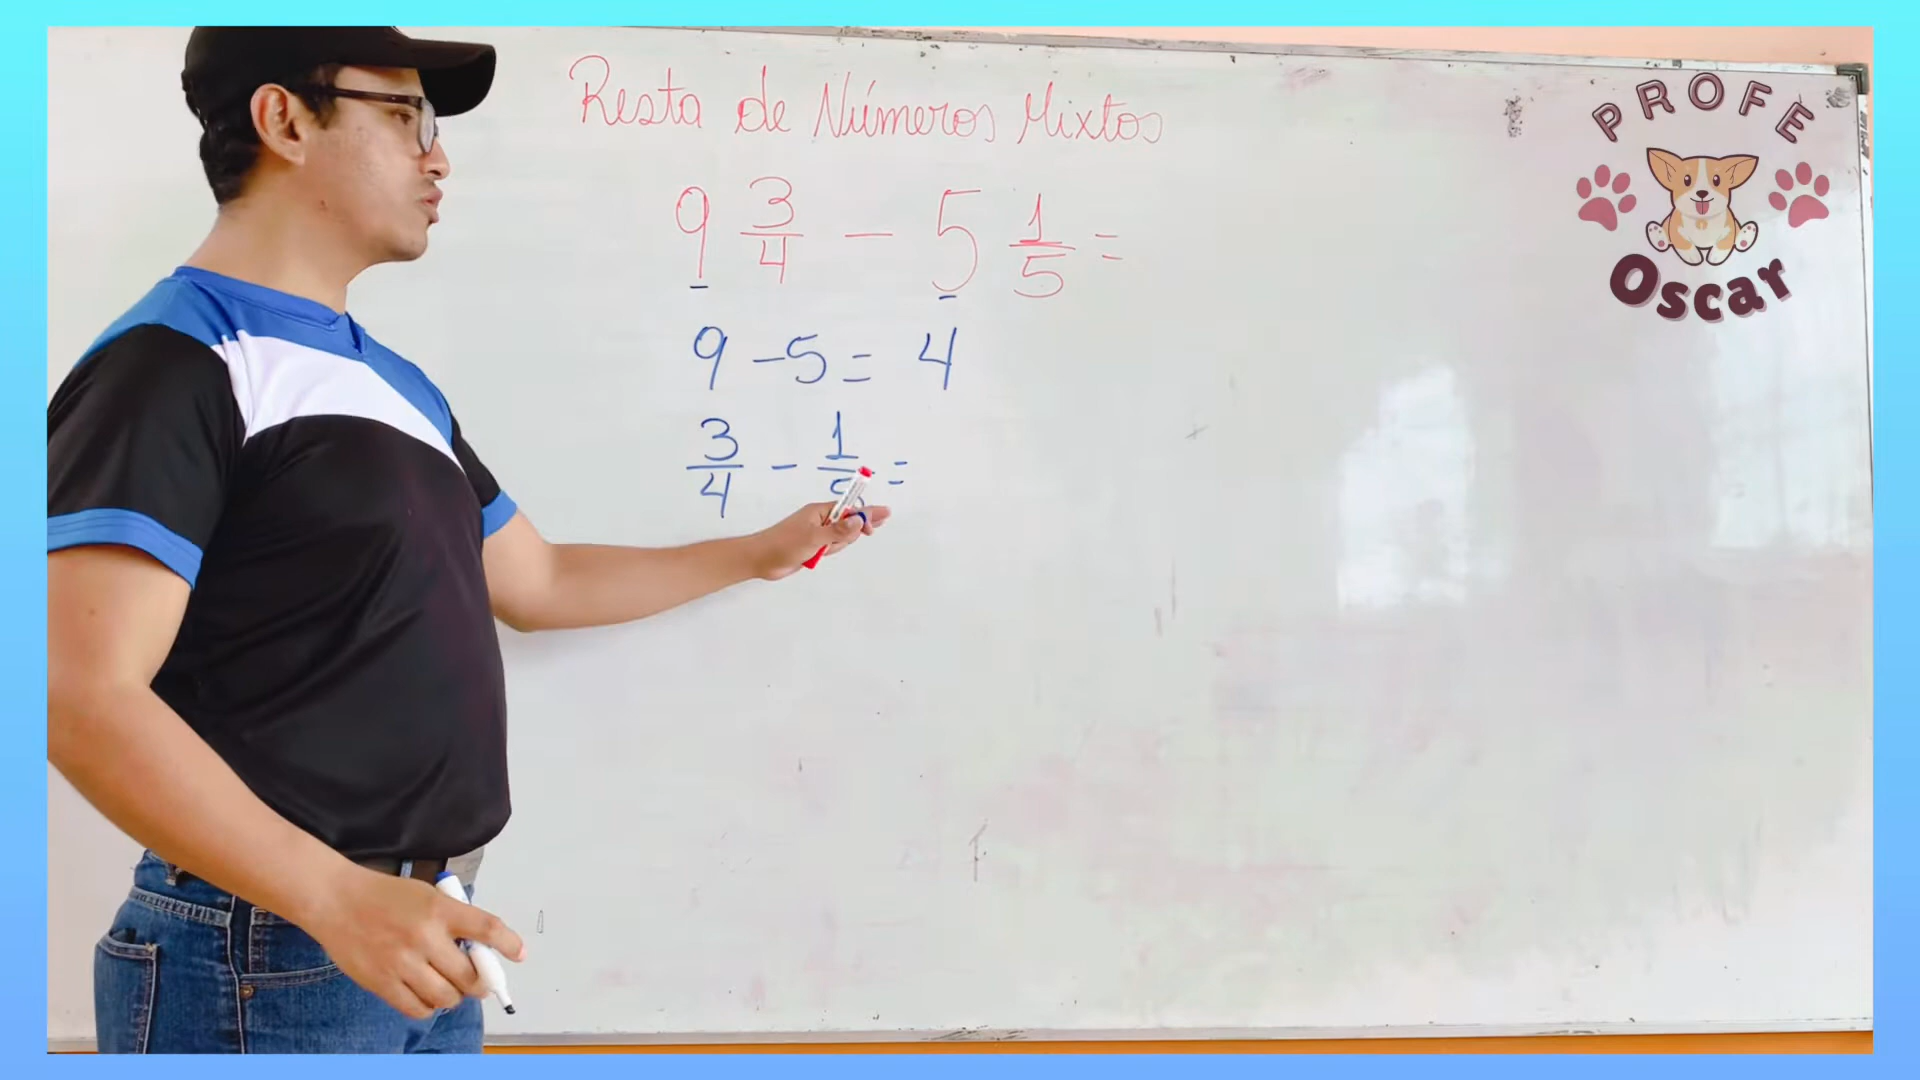 Resta de Números Mixtos
PROFE
Oscar
9 3/4 - 5 1/5 =
9 - 5 = 4
3/4 - 1/5 =